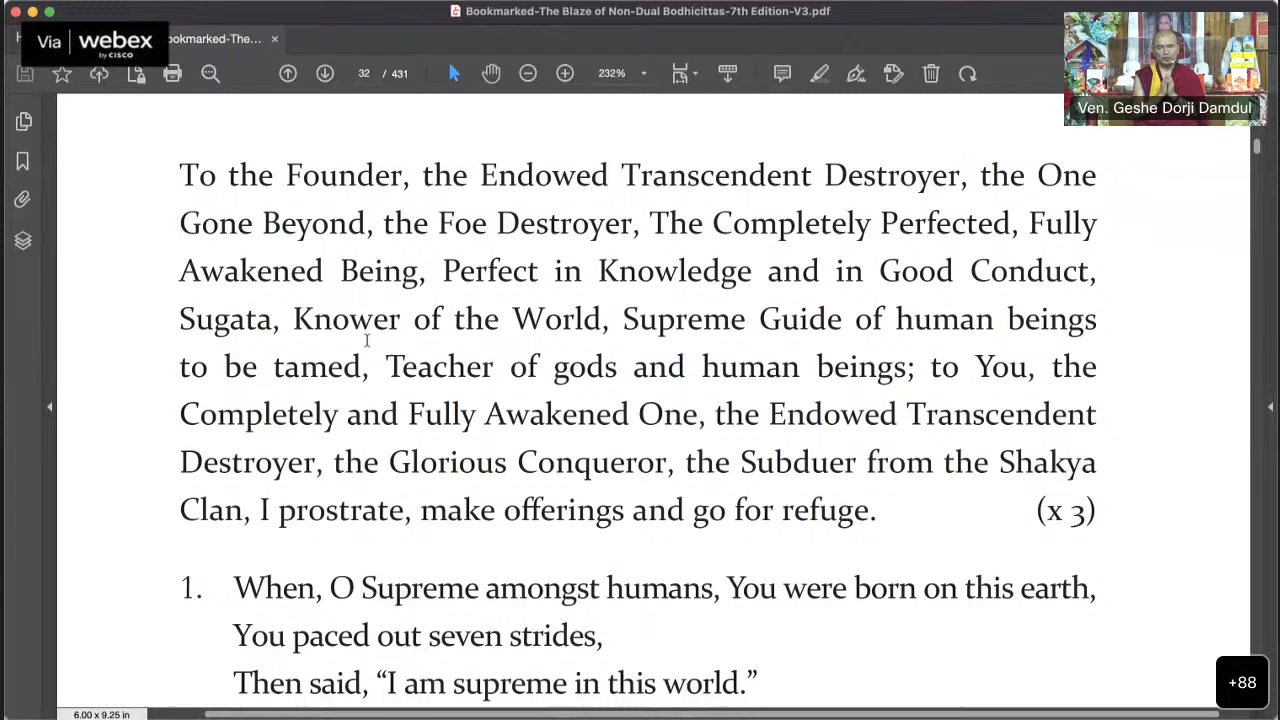 Bookmarked-The Blaze of Non-Dual Bodhicittas-7th Edition-V3.pdf
Via webex
by CISCO
ookmarked-The...
32 / 431
232%
Ven. Geshe Dorji Damdul
To the Founder, the Endowed Transcendent Destroyer, the One
Gone Beyond, the Foe Destroyer, The Completely Perfected, Fully
Awakened Being, Perfect in Knowledge and in Good Conduct,
Sugata, Knower of the World, Supreme Guide of human beings
to be tamed, Teacher of gods and human beings; to You, the
Completely and Fully Awakened One, the Endowed Transcendent
Destroyer, the Glorious Conqueror, the Subduer from the Shakya
Clan, I prostrate, make offerings and go for refuge. (x 3)
1. When, O Supreme amongst humans, You were born on this earth,
You paced out seven strides,
Then said, “I am supreme in this world.”
+88
6.00 x 9.25 in